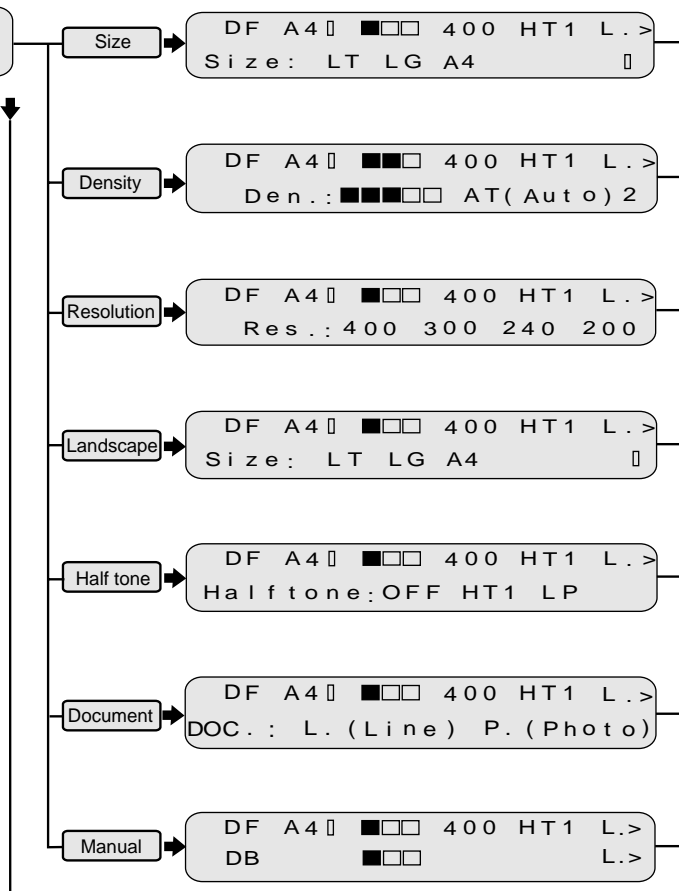 Size
DF A4▯ ■□□ 400 HT1 L.>
Size: LT LG A4 ▯
Density
DF A4▯ ■■□ 400 HT1 L.>
Den.:■■■□□ AT(Auto)2
Resolution
DF A4▯ ■□□ 400 HT1 L.>
Res.:400 300 240 200
Landscape
DF A4▯ ■□□ 400 HT1 L.>
Size: LT LG A4 ▯
Half tone
DF A4▯ ■□□ 400 HT1 L.>
Halftone:OFF HT1 LP
Document
DF A4▯ ■□□ 400 HT1 L.>
DOC.: L.(Line) P.(Photo)
Manual
DF A4▯ ■□□ 400 HT1 L.>
DB ■□□ L.>